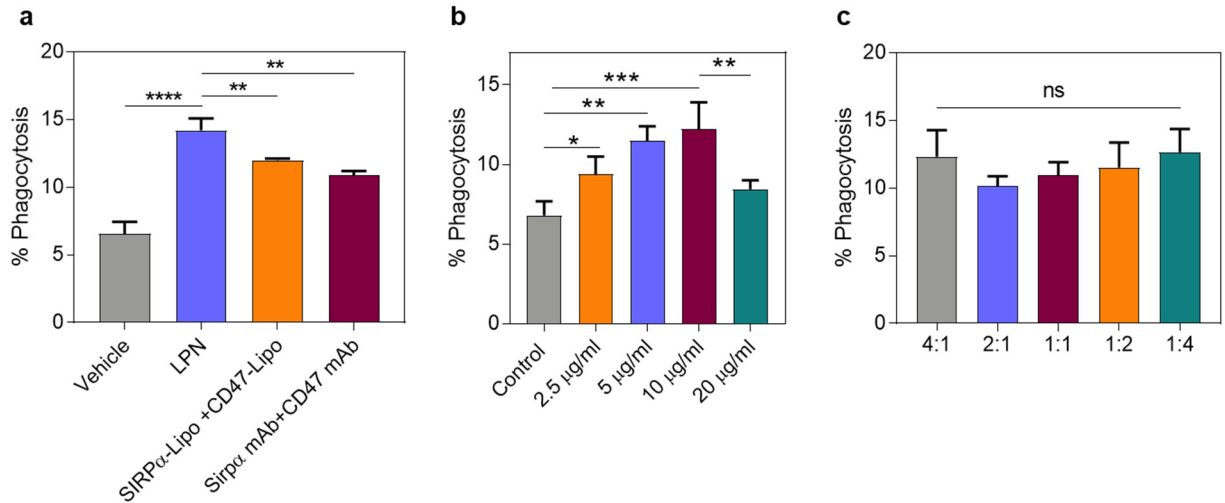 a
% Phagocytosis
20
15
10
5
0
****
**
**
Vehicle
LPN
SIRPα-Lipo +CD47-Lipo
Sirpα mAb+CD47 mAb
b
% Phagocytosis
15
10
5
0
*
**
***
**
Control
2.5 µg/ml
5 µg/ml
10 µg/ml
20 µg/ml
c
% Phagocytosis
20
15
10
5
0
ns
4:1
2:1
1:1
1:2
1:4